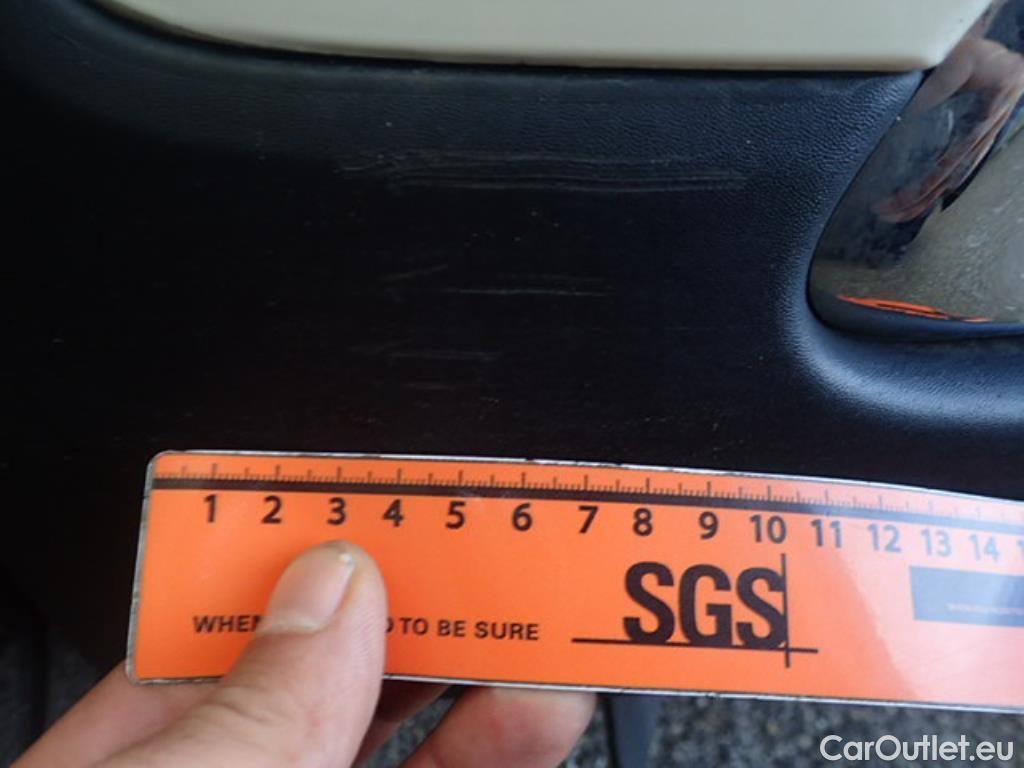 1 2 3 4 5 6 7 8 9 10 11 12 13 14
SGS
WHEN TO BE SURE
CarOutlet.eu